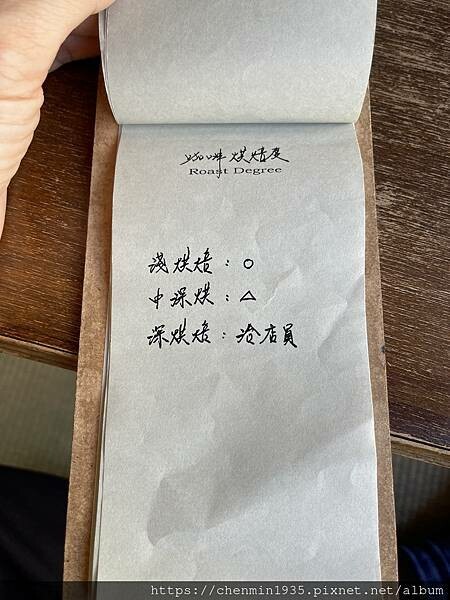 咖啡烘焙度
Roast Degree
淺烘焙：○
中深烘：△
深烘焙：洽店員
https://chenmin1935.pixnet.net/album